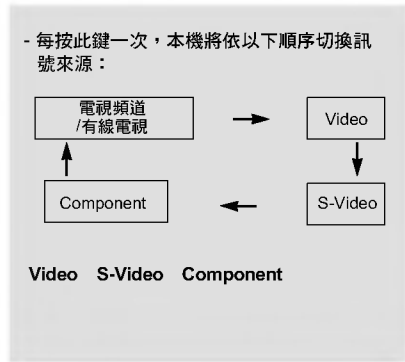 - 每按此鍵一次，本機將依以下順序切換訊
號來源：
電視頻道
/有線電視
Video
Component
S-Video
Video S-Video Component